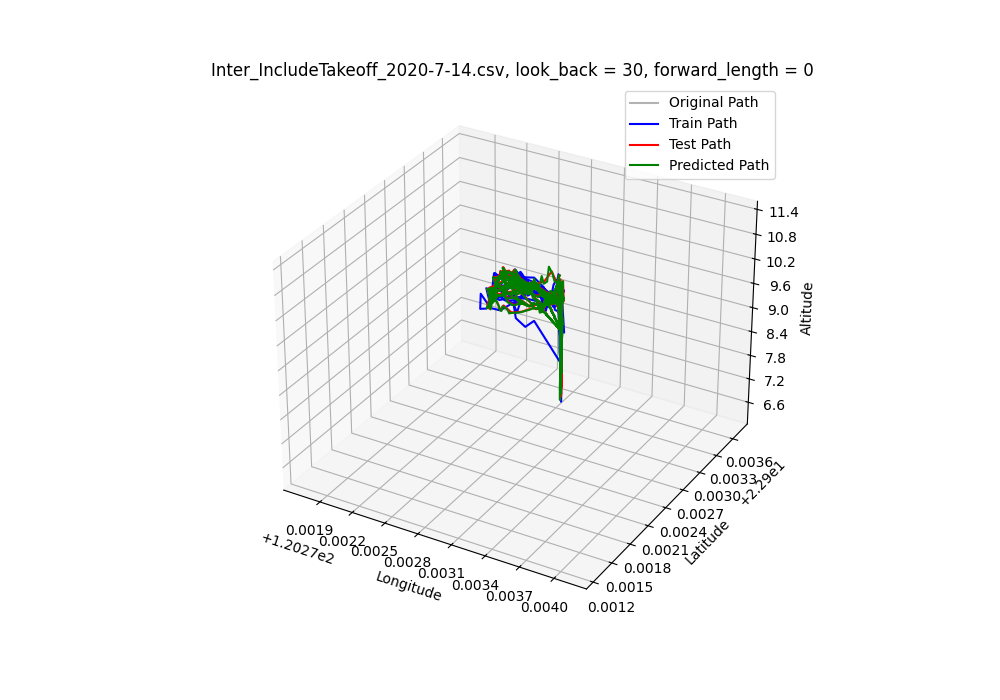 Inter_IncludeTakeoff_2020-7-14.csv, look_back = 30, forward_length = 0
Original Path
Train Path
Test Path
Predicted Path
11.4
10.8
10.2
9.6
9.0
8.4
7.8
7.2
6.6
Altitude
0.0036
0.0033
0.0030
0.0027
0.0024
0.0021
0.0018
0.0015
0.0012
+2.29e1
Latitude
0.0019
0.0022
0.0025
0.0028
0.0031
0.0034
0.0037
0.0040
+1.2027e2
Longitude